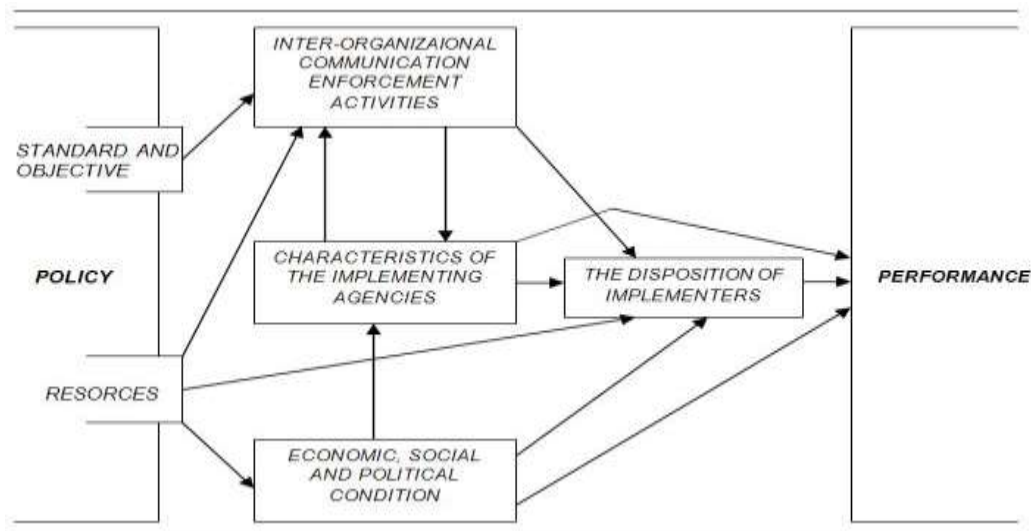 INTER-ORGANIZAIONAL
COMMUNICATION
ENFORCEMENT
ACTIVITIES
STANDARD AND
OBJECTIVE
POLICY
CHARACTERISTICS OF
THE IMPLEMENTING
AGENCIES
THE DISPOSITION OF
IMPLEMENTERS
PERFORMANCE
RESORCES
ECONOMIC, SOCIAL
AND POLITICAL
CONDITION